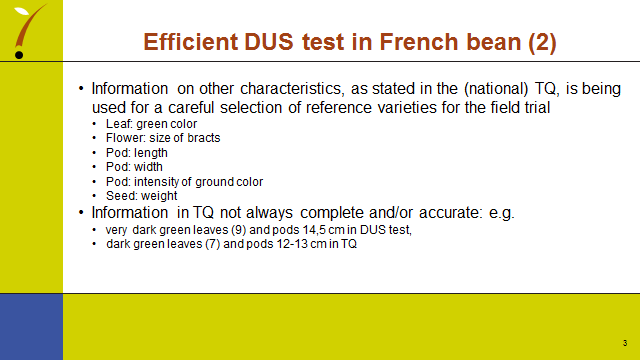 Efficient DUS test in French bean (2)
• Information on other characteristics, as stated in the (national) TQ, is being
used for a careful selection of reference varieties for the field trial
• Leaf: green color
• Flower: size of bracts
• Pod: length
• Pod: width
• Pod: intensity of ground color
• Seed: weight
• Information in TQ not always complete and/or accurate: e.g.
• very dark green leaves (9) and pods 14,5 cm in DUS test,
• dark green leaves (7) and pods 12-13 cm in TQ
3